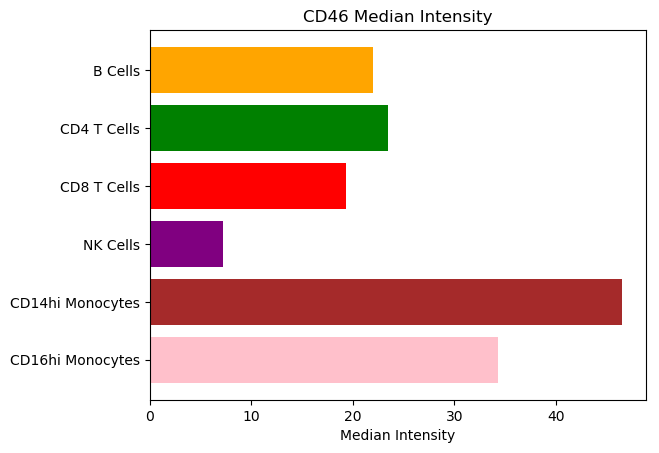 CD46 Median Intensity
B Cells
CD4 T Cells
CD8 T Cells
NK Cells
CD14hi Monocytes
CD16hi Monocytes
0 10 20 30 40
Median Intensity